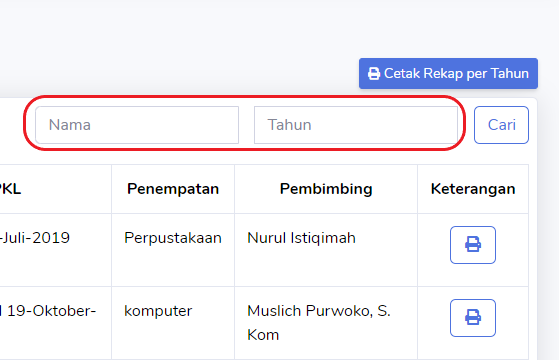 Cetak Rekap per Tahun
Nama Tahun Cari
PKL Penempatan Pembimbing Keterangan
-Juli-2019 Perpustakaan Nurul Istiqimah
19-Oktober- komputer Muslich Purwoko, S.
Kom